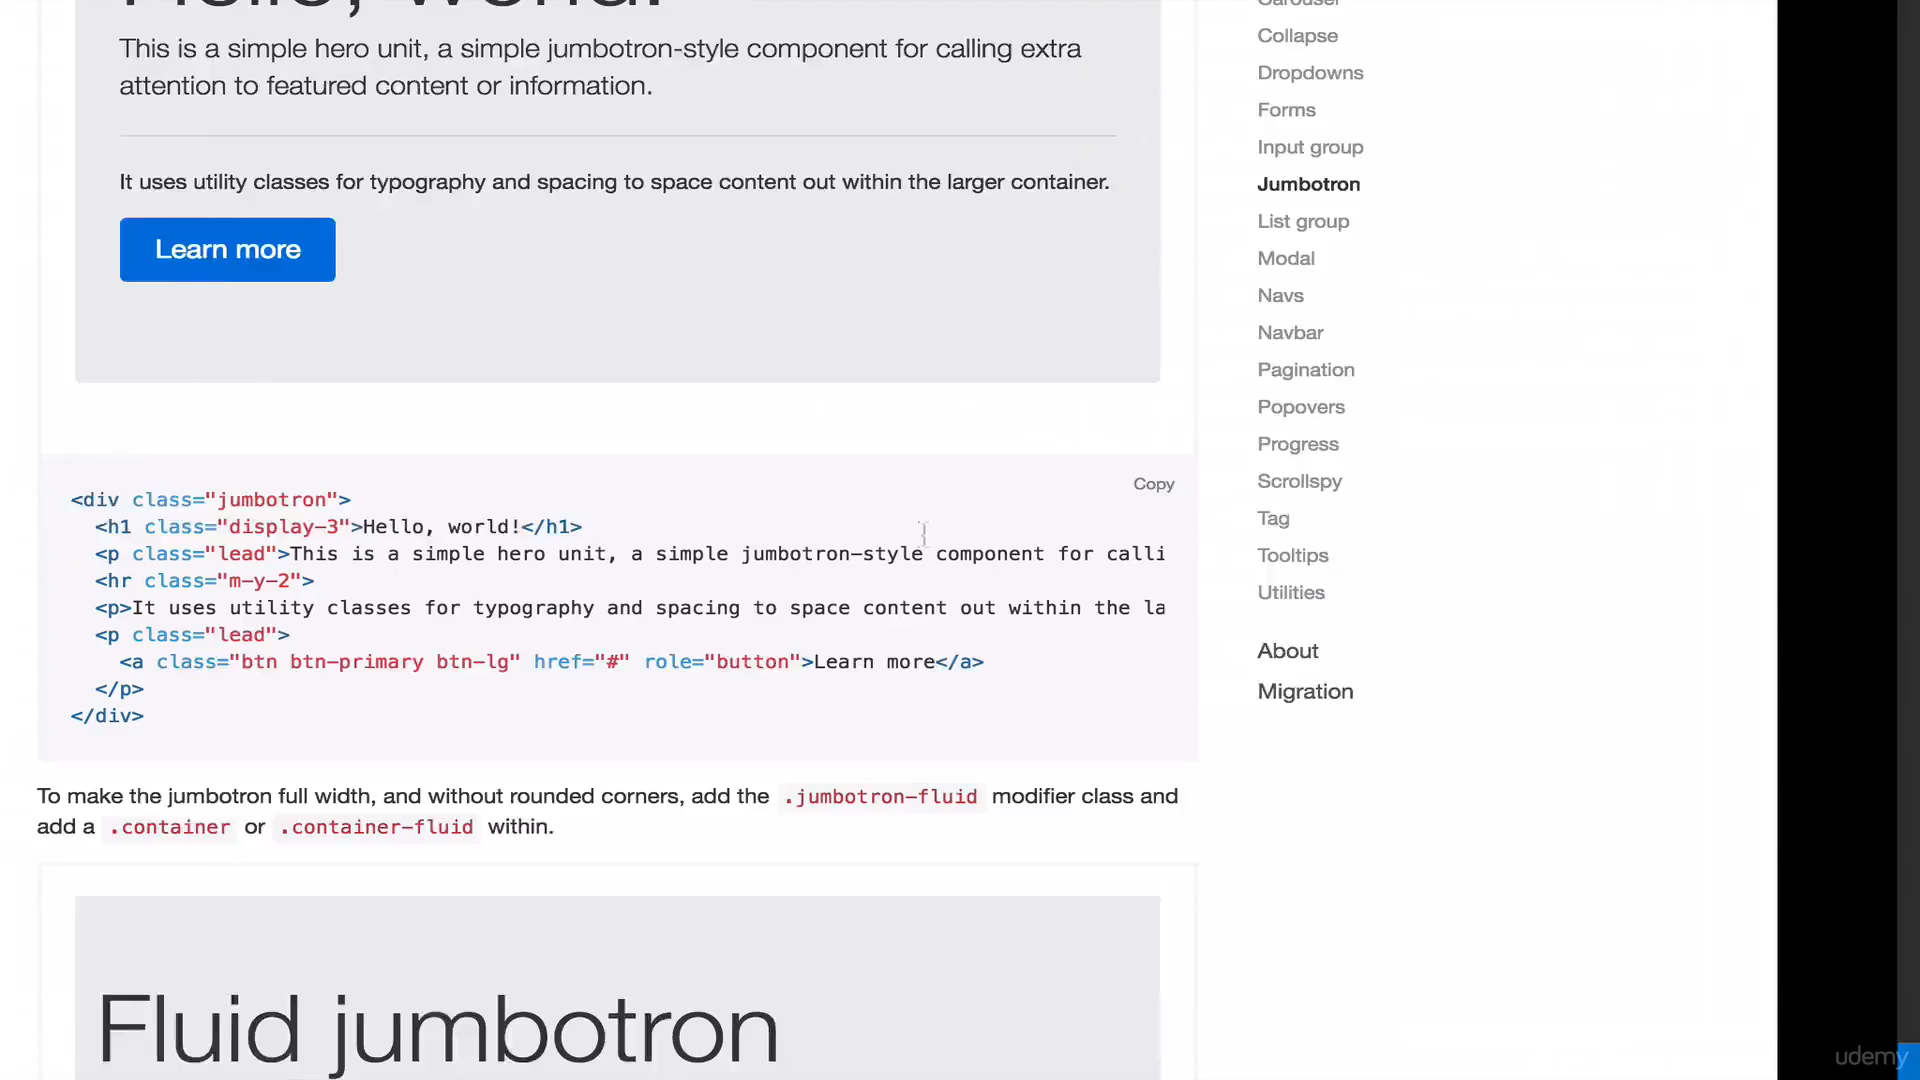 Hello, world!
This is a simple hero unit, a simple jumbotron-style component for calling extra
attention to featured content or information.
It uses utility classes for typography and spacing to space content out within the larger container.
Learn more
Copy
<div class="jumbotron">
  <h1 class="display-3">Hello, world!</h1>
  <p class="lead">This is a simple hero unit, a simple jumbotron-style component for calli
  <hr class="m-y-2">
  <p>It uses utility classes for typography and spacing to space content out within the la
  <p class="lead">
    <a class="btn btn-primary btn-lg" href="#" role="button">Learn more</a>
  </p>
</div>
To make the jumbotron full width, and without rounded corners, add the .jumbotron-fluid modifier class and
add a .container or .container-fluid within.
Fluid jumbotron
Carousel
Collapse
Dropdowns
Forms
Input group
Jumbotron
List group
Modal
Navs
Navbar
Pagination
Popovers
Progress
Scrollspy
Tag
Tooltips
Utilities
About
Migration
udemy